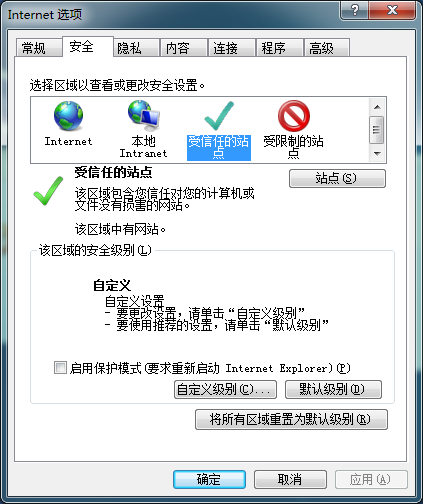 Internet 选项
?
常规 安全 隐私 内容 连接 程序 高级
选择区域以查看或更改安全设置。
Internet 本地 Intranet 受信任的站点 受限制的站点
受信任的站点
站点(S)
该区域包含您信任对您的计算机或
文件没有损害的网站。
该区域中有网站。
该区域的安全级别(L)
自定义
自定义设置
- 要更改设置，请单击“自定义级别”
- 要使用推荐的设置，请单击“默认级别”
启用保护模式(要求重新启动 Internet Explorer)(P)
自定义级别(C)... 默认级别(D)
将所有区域重置为默认级别(R)
确定 取消 应用(A)